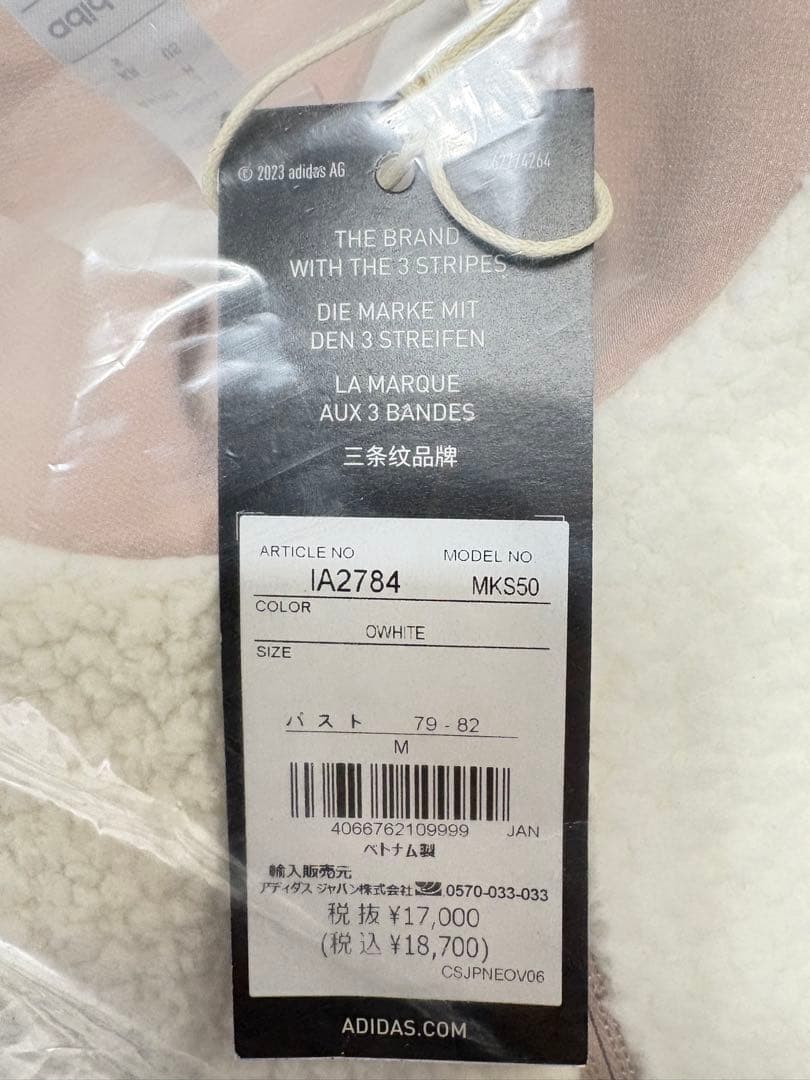 © 2023 adidas AG
62774264
THE BRAND
WITH THE 3 STRIPES
DIE MARKE MIT
DEN 3 STREIFEN
LA MARQUE
AUX 3 BANDES
三条纹品牌
ARTICLE NO
MODEL NO.
IA2784
MKS50
COLOR
OWHITE
SIZE
バスト 79 - 82
M
4066762109999 JAN
ベトナム製
輸入販売元
アディダス ジャパン株式会社 0570-033-033
税抜 ¥17,000
(税込 ¥18,700)
CSJPNEOV06
ADIDAS.COM